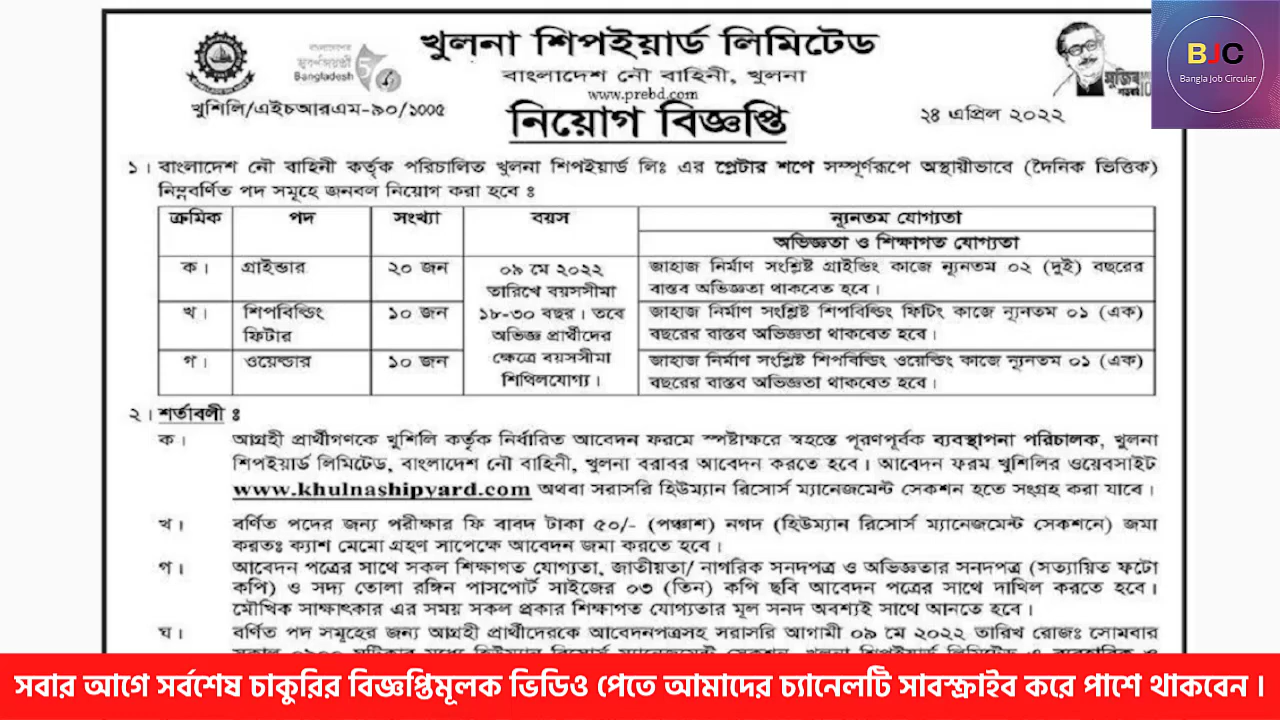 খুলনা শিপইয়ার্ড লিমিটেড
বাংলাদেশ নৌ বাহিনী, খুলনা
www.prebd.com
Bangladesh
মুজিব
BJC
Bangla Job Circular
খুশিলি/এইচআরএম-৯০/১০০৫
২৪ এপ্রিল ২০২২
নিয়োগ বিজ্ঞপ্তি
১। বাংলাদেশ নৌ বাহিনী কর্তৃক পরিচালিত খুলনা শিপইয়ার্ড লিঃ এর প্লেটার শপে সম্পূর্ণরূপে অস্থায়ীভাবে (দৈনিক ভিত্তিক)
নিম্নবর্ণিত পদ সমূহে জনবল নিয়োগ করা হবে ঃ
ক্রমিক পদ সংখ্যা বয়স ন্যূনতম যোগ্যতা
অভিজ্ঞতা ও শিক্ষাগত যোগ্যতা
ক। গ্রাইন্ডার ২০ জন ০৯ মে ২০২২ জাহাজ নির্মাণ সংশ্লিষ্ট গ্রাইন্ডিং কাজে ন্যূনতম ০২ (দুই) বছরের
তারিখে বয়সসীমা বাস্তব অভিজ্ঞতা থাকবেত হবে।
খ। শিপবিল্ডিং ১০ জন ১৮-৩০ বছর। তবে জাহাজ নির্মাণ সংশ্লিষ্ট শিপবিল্ডিং ফিটিং কাজে ন্যূনতম ০১ (এক)
ফিটার অভিজ্ঞ প্রার্থীদের বছরের বাস্তব অভিজ্ঞতা থাকবেত হবে।
গ। ওয়েল্ডার ১০ জন ক্ষেত্রে বয়সসীমা জাহাজ নির্মাণ সংশ্লিষ্ট শিপবিল্ডিং ওয়েল্ডিং কাজে ন্যূনতম ০১ (এক)
শিথিলযোগ্য। বছরের বাস্তব অভিজ্ঞতা থাকবেত হবে।
২। শর্তাবলী ঃ
ক। আগ্রহী প্রার্থীগণকে খুশিলি কর্তৃক নির্ধারিত আবেদন ফরমে স্পষ্টাক্ষরে স্বহস্তে পূরণপূর্বক ব্যবস্থাপনা পরিচালক, খুলনা
শিপইয়ার্ড লিমিটেড, বাংলাদেশ নৌ বাহিনী, খুলনা বরাবর আবেদন করতে হবে। আবেদন ফরম খুশিলির ওয়েবসাইট
www.khulnashipyard.com অথবা সরাসরি হিউম্যান রিসোর্স ম্যানেজমেন্ট সেকশন হতে সংগ্রহ করা যাবে।
খ। বর্ণিত পদের জন্য পরীক্ষার ফি বাবদ টাকা ৫০/- (পঞ্চাশ) নগদ (হিউম্যান রিসোর্স ম্যানেজমেন্ট সেকশনে) জমা
করতঃ ক্যাশ মেমো গ্রহণ সাপেক্ষে আবেদন জমা করতে হবে।
গ। আবেদন পত্রের সাথে সকল শিক্ষাগত যোগ্যতা, জাতীয়তা/ নাগরিক সনদপত্র ও অভিজ্ঞতার সনদপত্র (সত্যায়িত ফটো
কপি) ও সদ্য তোলা রঙ্গিন পাসপোর্ট সাইজের ০৩ (তিন) কপি ছবি আবেদন পত্রের সাথে দাখিল করতে হবে।
মৌখিক সাক্ষাৎকার এর সময় সকল প্রকার শিক্ষাগত যোগ্যতার মূল সনদ অবশ্যই সাথে আনতে হবে।
ঘ। বর্ণিত পদ সমূহের জন্য আগ্রহী প্রার্থীদেরকে আবেদনপত্রসহ সরাসরি আগামী ০৯ মে ২০২২ তারিখ রোজঃ সোমবার
সবার আগে সর্বশেষ চাকুরির বিজ্ঞপ্তিমূলক ভিডিও পেতে আমাদের চ্যানেলটি সাবস্ক্রাইব করে পাশে থাকবেন।